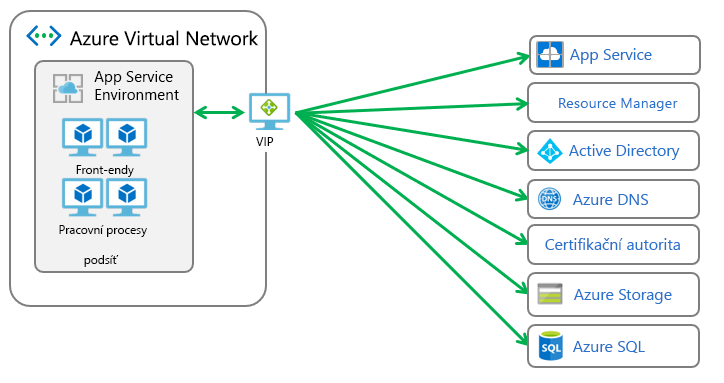 Azure Virtual Network
App Service
Environment
Front-endy
Pracovní procesy
podsíť
VIP
App Service
Resource Manager
Active Directory
DNS
Azure DNS
Certifikační autorita
Azure Storage
SQL
Azure SQL